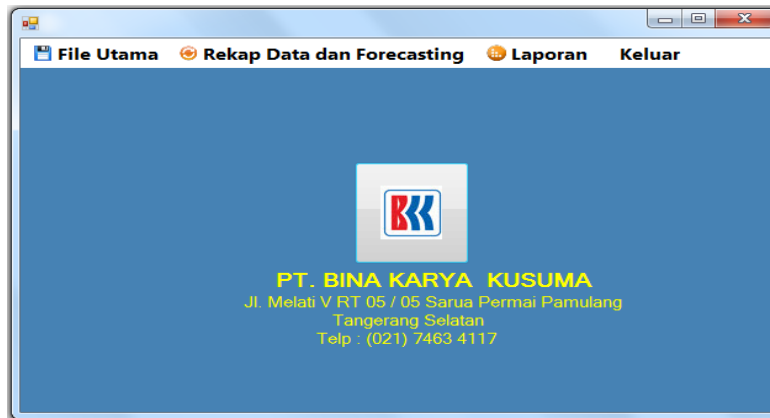 File Utama Rekap Data dan Forecasting Laporan Keluar
BKK
PT. BINA KARYA KUSUMA
Jl. Melati V RT 05 / 05 Sarua Permai Pamulang
Tangerang Selatan
Telp : (021) 7463 4117